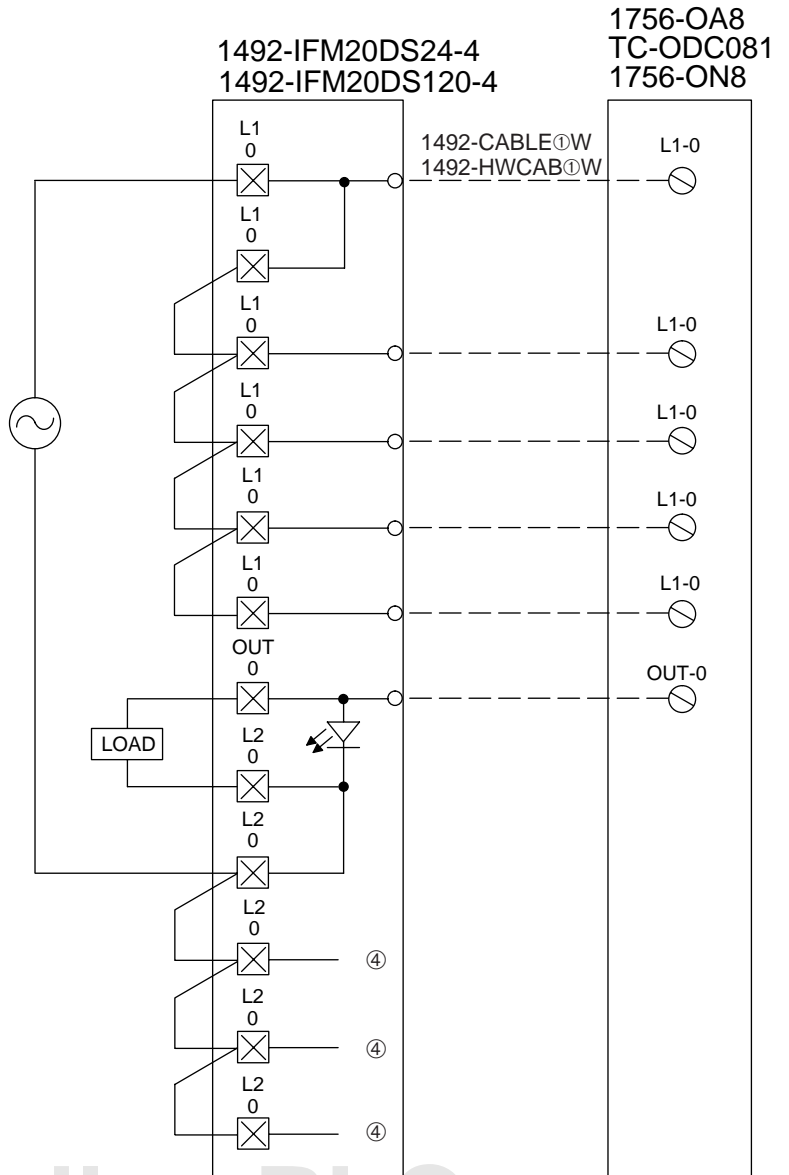 1756-OA8
TC-ODC081
1756-ON8
1492-IFM20DS24-4
1492-IFM20DS120-4
1492-CABLE①W
1492-HWCAB①W
L1
0
L1-0
L1
0
L1
0
L1-0
L1
0
L1-0
L1
0
L1-0
L1
0
L1-0
OUT
0
OUT-0
LOAD
L2
0
L2
0
L2
0
④
L2
0
④
L2
0
④